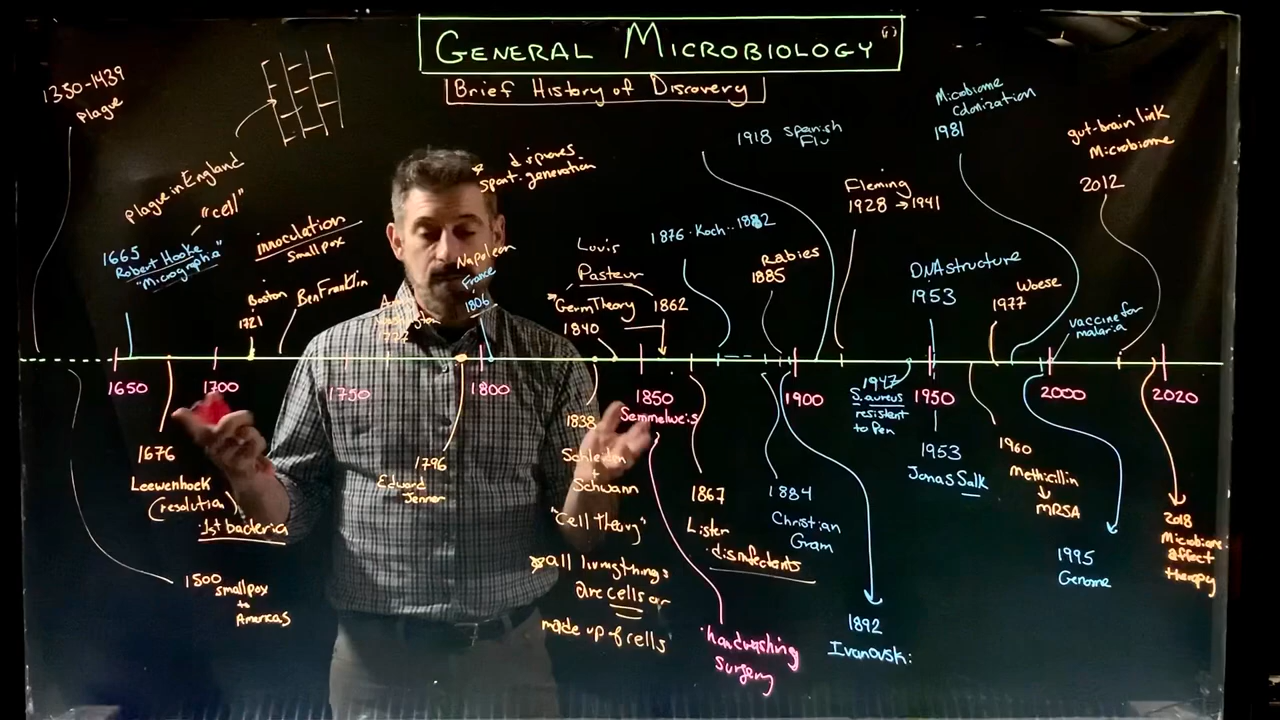 GENERAL MICROBIOLOGY (1)
Brief History of Discovery
1350-1439
plague
plague in England
"cell"
1665
Robert Hooke
"Micrographia"
innoculation
smallpox
Boston
1721
Ben Franklin
Napoleon
France
1806
* disproves
spont. generation
Louis
Pasteur
*Germ Theory
1840
1862
1876 Koch 1882
1918 Spanish
Flu
Rabies
1885
Fleming
1928 → 1941
DNA structure
1953
Woese
1977
Microbiome
Colonization
1981
gut-brain link
Microbiome
2012
vaccine for
malaria
1650
1700
1750
1800
1850
1900
1950
2000
2020
1676
Leewenhoek
(resolution)
1st bacteria
1500
smallpox
to
Americas
1796
Edward
Jenner
1838
Schleiden
+
Schwann
"Cell Theory"
*all living things
are cells or
made up of cells
Semmelweis
handwashing
surgery
1867
Lister
disinfectants
1884
Christian
Gram
1892
Ivanovski
1947
S. aureus
resistent
to Pen
1953
Jonas Salk
1960
Methicillin
↓
MRSA
1995
Genome
2018
Microbiome
affect
therapy